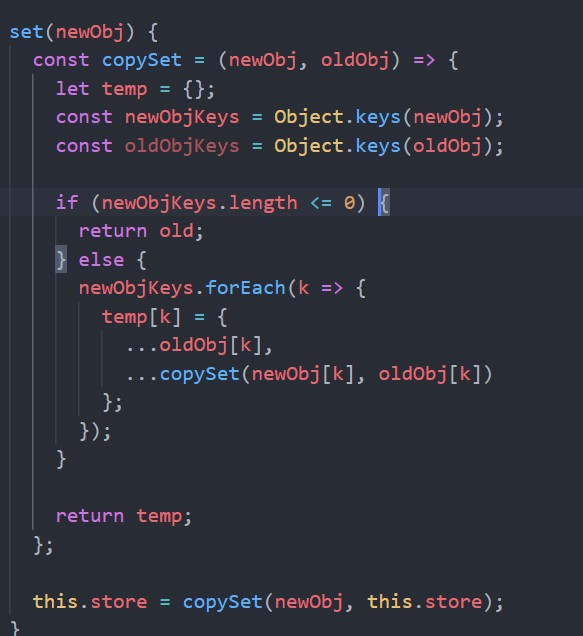 set(newObj) {
  const copySet = (newObj, oldObj) => {
    let temp = {};
    const newObjKeys = Object.keys(newObj);
    const oldObjKeys = Object.keys(oldObj);

    if (newObjKeys.length <= 0) {
      return old;
    } else {
      newObjKeys.forEach(k => {
        temp[k] = {
          ...oldObj[k],
          ...copySet(newObj[k], oldObj[k])
        };
      });
    }

    return temp;
  };

  this.store = copySet(newObj, this.store);
}